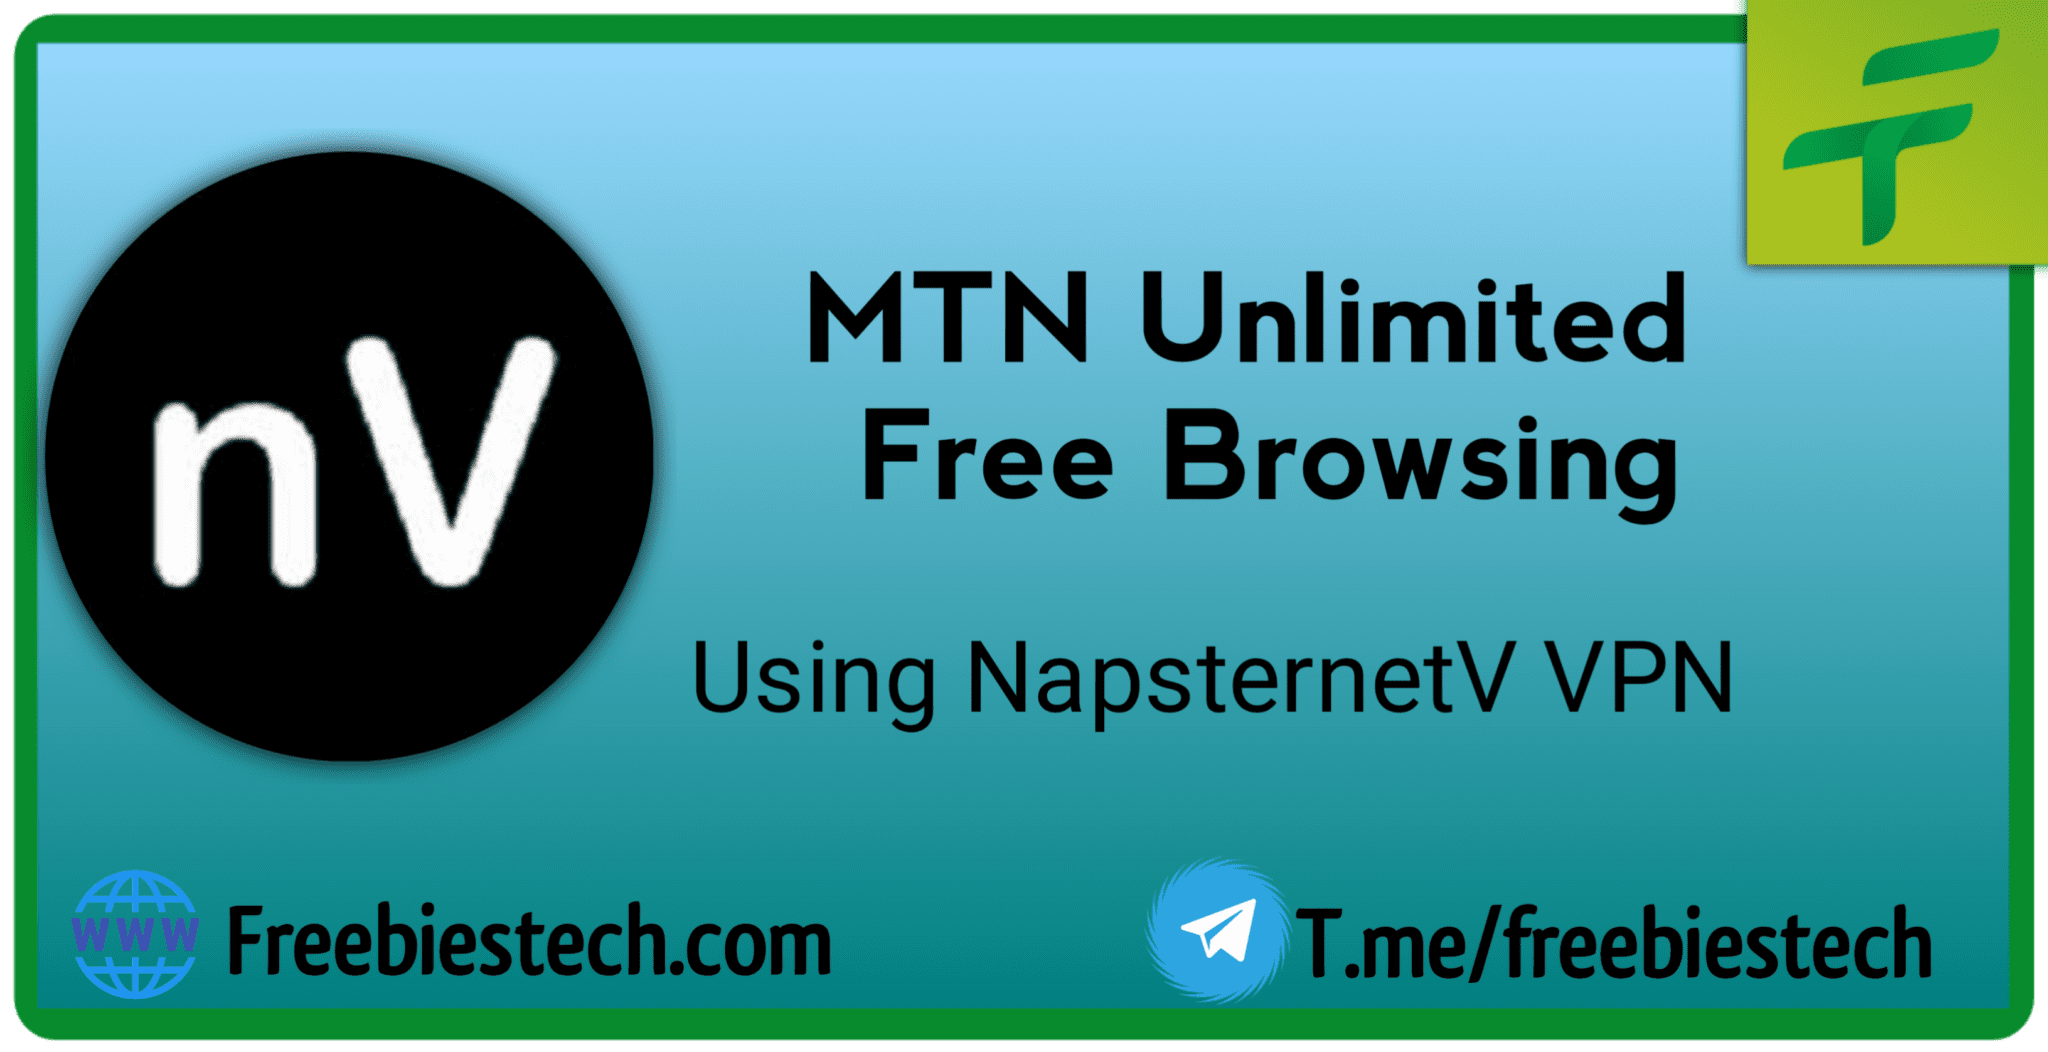 nV
MTN Unlimited
Free Browsing
Using NapsternetV VPN
www Freebiestech.com
T.me/freebiestech